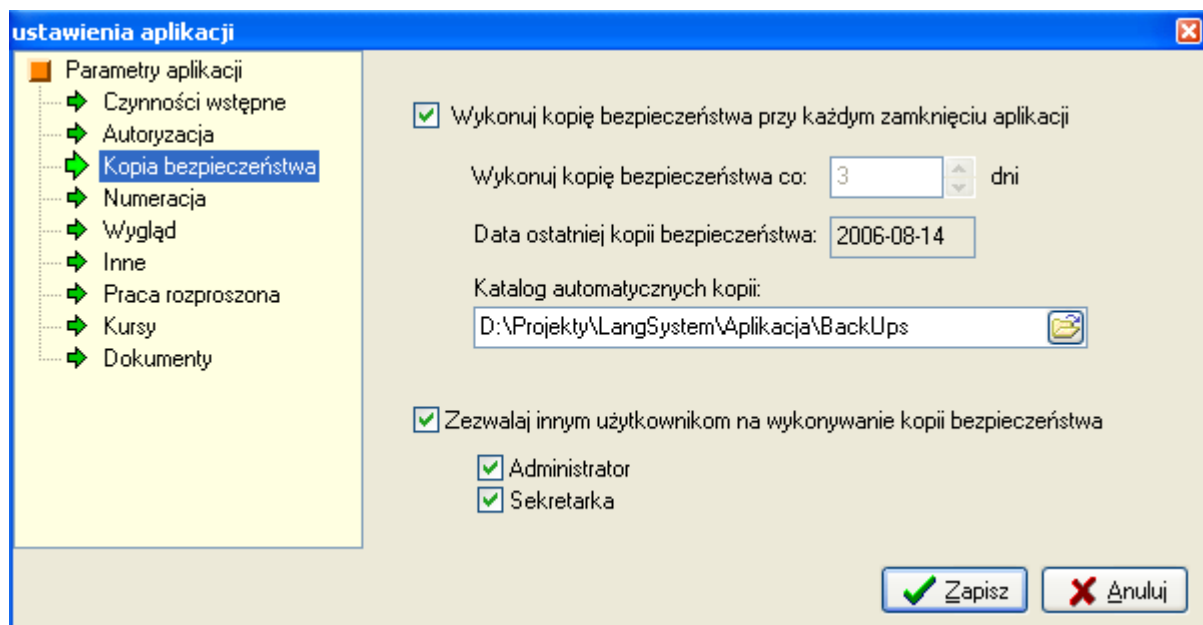 ustawienia aplikacji
Parametry aplikacji
Czynności wstępne
Autoryzacja
Kopia bezpieczeństwa
Numeracja
Wygląd
Inne
Praca rozproszona
Kursy
Dokumenty
Wykonuj kopię bezpieczeństwa przy każdym zamknięciu aplikacji
Wykonuj kopię bezpieczeństwa co: 3 dni
Data ostatniej kopii bezpieczeństwa: 2006-08-14
Katalog automatycznych kopii:
D:\Projekty\LangSystem\Aplikacja\BackUps
Zezwalaj innym użytkownikom na wykonywanie kopii bezpieczeństwa
Administrator
Sekretarka
Zapisz Anuluj